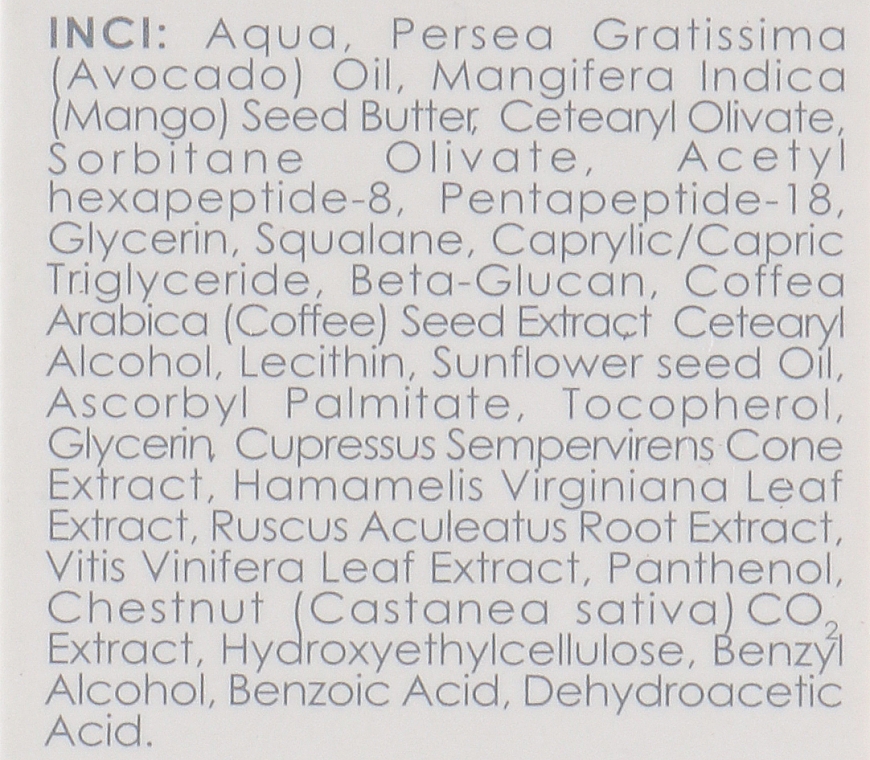 INCI: Aqua, Persea Gratissima
(Avocado) Oil, Mangifera Indica
(Mango) Seed Butter, Cetearyl Olivate,
Sorbitane Olivate, Acetyl
hexapeptide-8, Pentapeptide-18,
Glycerin, Squalane, Caprylic/Capric
Triglyceride, Beta-Glucan, Coffea
Arabica (Coffee) Seed Extract, Cetearyl
Alcohol, Lecithin, Sunflower seed Oil,
Ascorbyl Palmitate, Tocopherol,
Glycerin, Cupressus Sempervirens Cone
Extract, Hamamelis Virginiana Leaf
Extract, Ruscus Aculeatus Root Extract,
Vitis Vinifera Leaf Extract, Panthenol,
Chestnut (Castanea sativa) CO₂
Extract, Hydroxyethylcellulose, Benzyl
Alcohol, Benzoic Acid, Dehydroacetic
Acid.